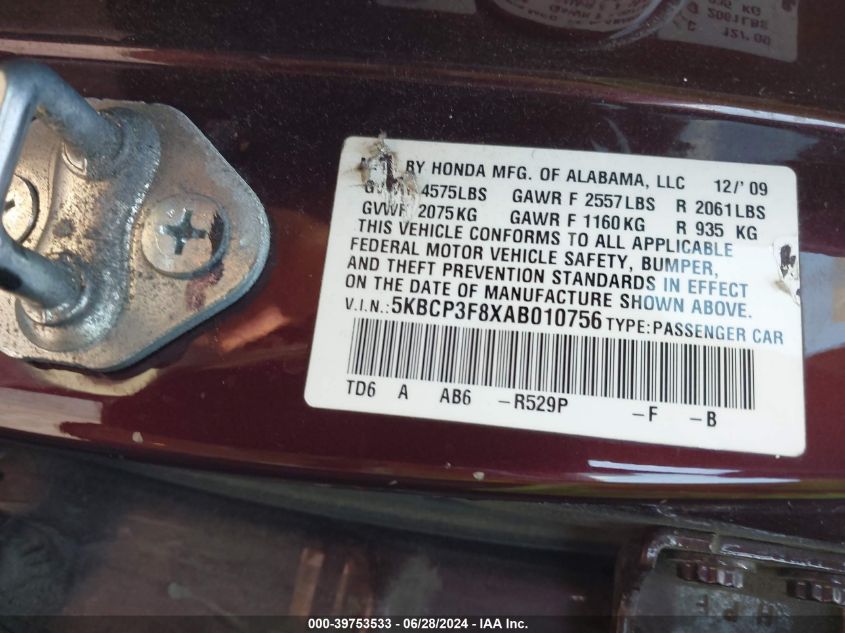 BY HONDA MFG. OF ALABAMA, LLC 12/'09
4575LBS GAWR F 2557LBS R 2061LBS
GVWR 2075KG GAWR F 1160KG R 935 KG
THIS VEHICLE CONFORMS TO ALL APPLICABLE
FEDERAL MOTOR VEHICLE SAFETY, BUMPER,
AND THEFT PREVENTION STANDARDS IN EFFECT
ON THE DATE OF MANUFACTURE SHOWN ABOVE.
V.I.N.: 5KBCP3F8XAB010756 TYPE: PASSENGER CAR
TD6 A AB6 -R529P -F -B
000-39753533 - 06/28/2024 - IAA Inc.